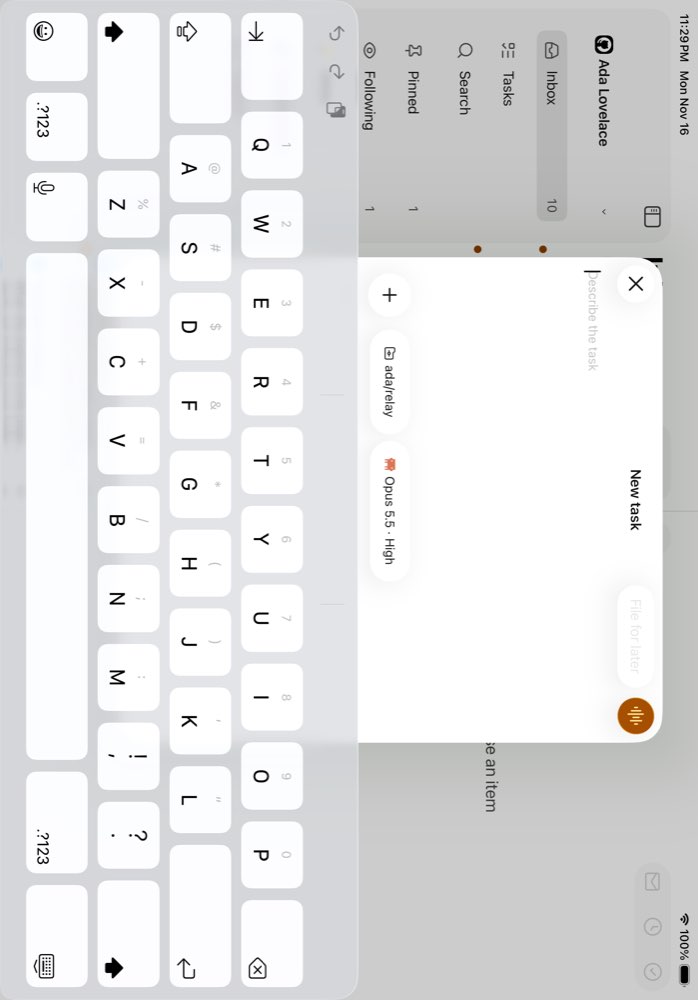 11:29 PM Mon Nov 16
100%
New task
File for later
Ada Lovelace
Describe the task
Inbox 10
Tasks
se an item
Search
Pinned 1
ada/relay
Opus 5.5 · High
Following 1
1 2 3 4 5 6 7 8 9 0
Q W E R T Y U I O P
@ # $ & * ( ) ' "
A S D F G H J K L
% - + = / ; : ! ?
Z X C V B N M , .
.?123 .?123